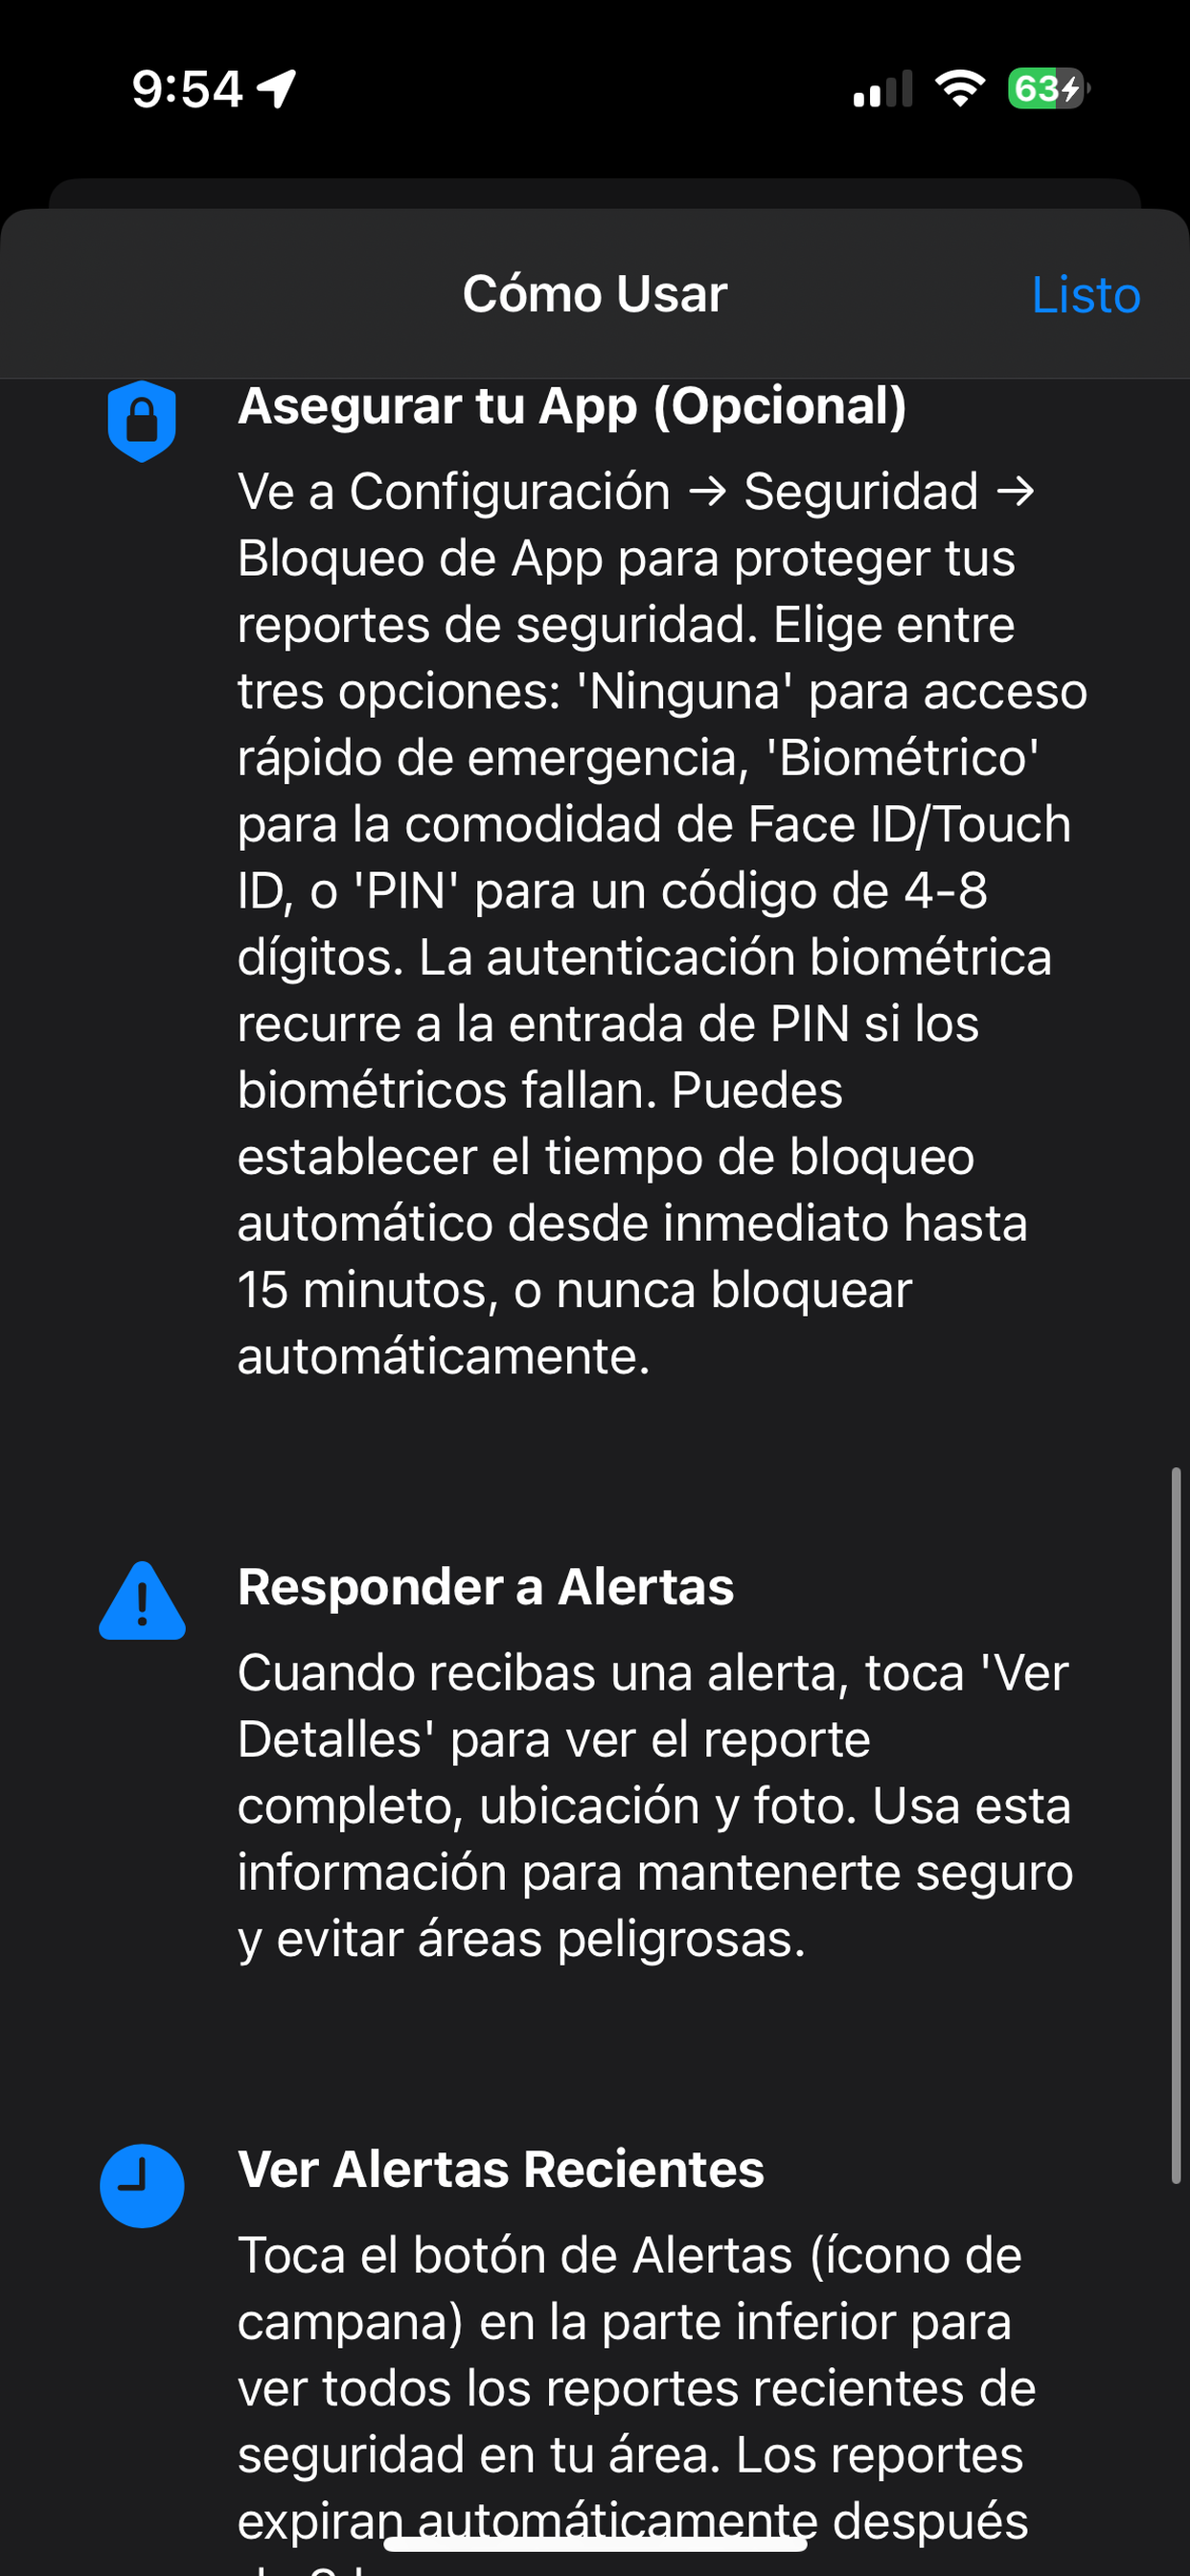 9:54
63
Cómo Usar
Listo
Asegurar tu App (Opcional)
Ve a Configuración → Seguridad →
Bloqueo de App para proteger tus
reportes de seguridad. Elige entre
tres opciones: 'Ninguna' para acceso
rápido de emergencia, 'Biométrico'
para la comodidad de Face ID/Touch
ID, o 'PIN' para un código de 4-8
dígitos. La autenticación biométrica
recurre a la entrada de PIN si los
biométricos fallan. Puedes
establecer el tiempo de bloqueo
automático desde inmediato hasta
15 minutos, o nunca bloquear
automáticamente.
Responder a Alertas
Cuando recibas una alerta, toca 'Ver
Detalles' para ver el reporte
completo, ubicación y foto. Usa esta
información para mantenerte seguro
y evitar áreas peligrosas.
Ver Alertas Recientes
Toca el botón de Alertas (ícono de
campana) en la parte inferior para
ver todos los reportes recientes de
seguridad en tu área. Los reportes
expiran automáticamente después